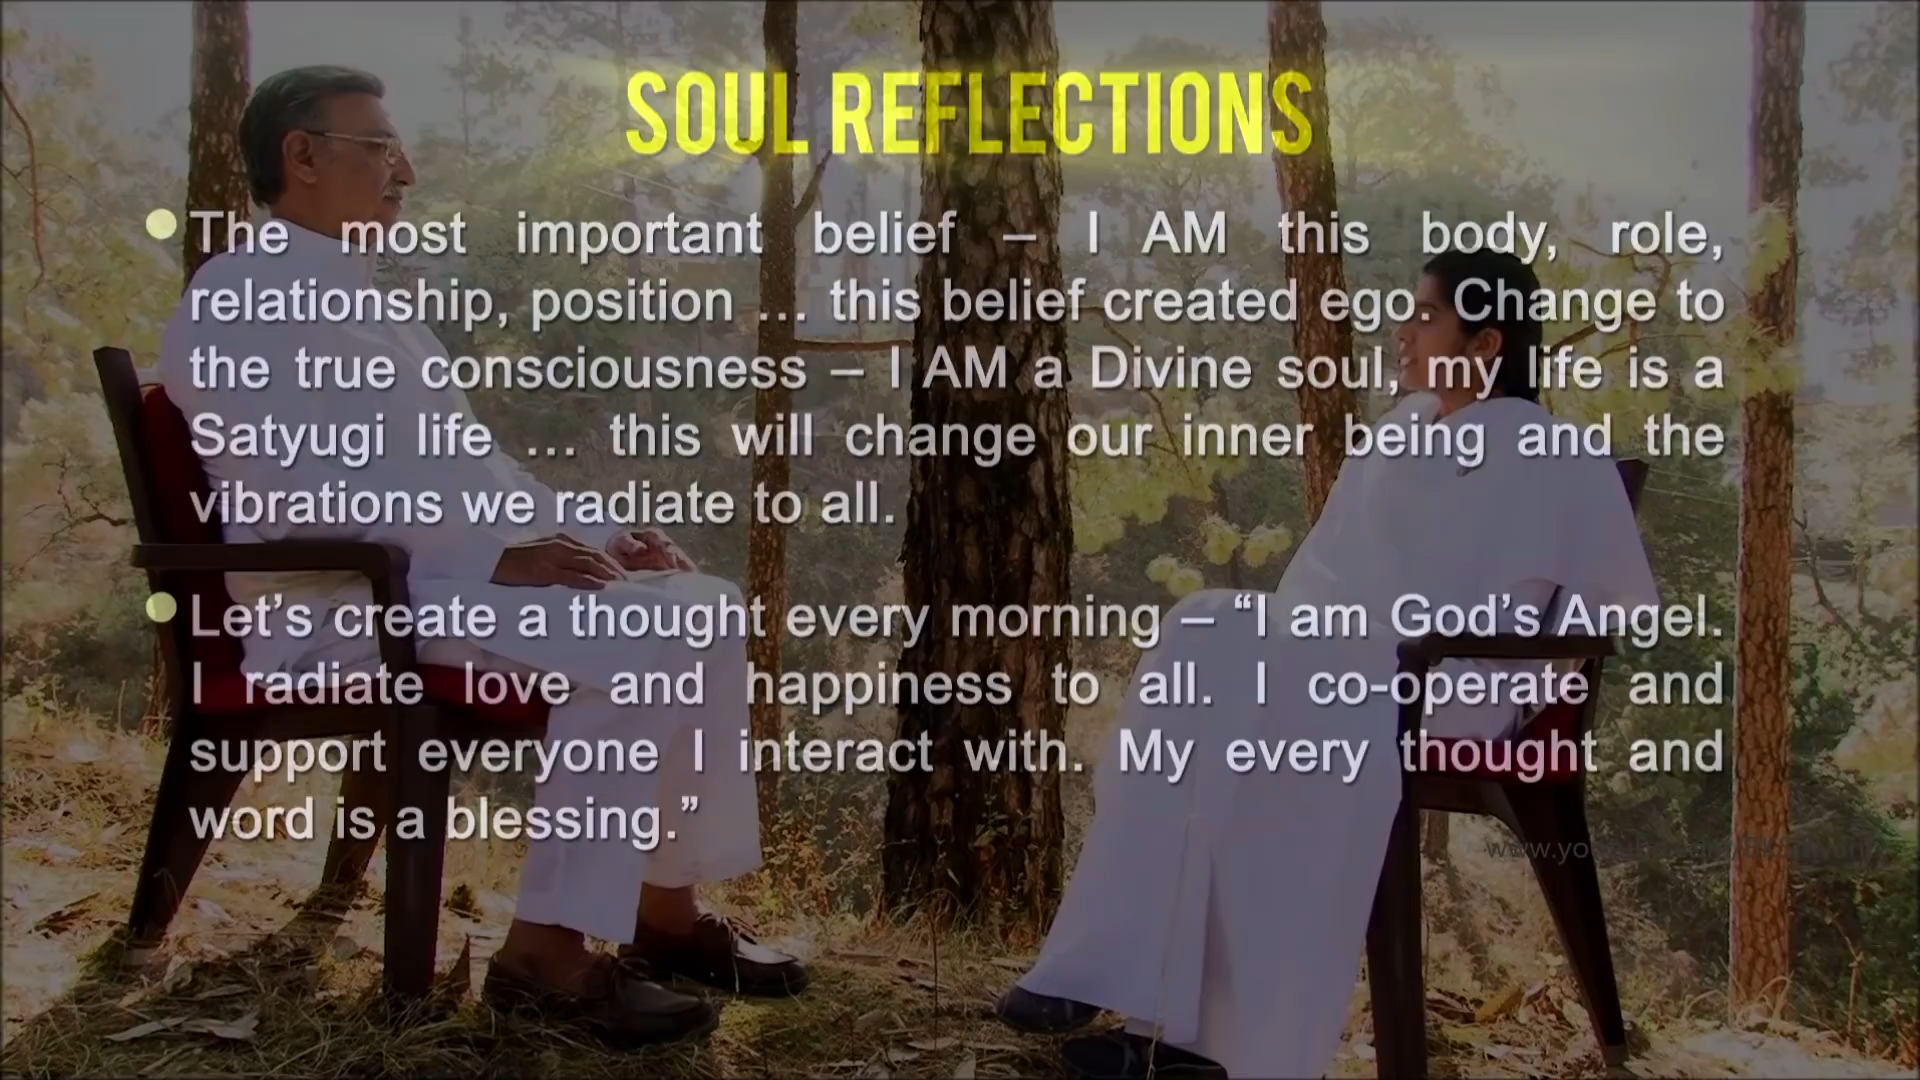 SOUL REFLECTIONS
• The most important belief – I AM this body, role,
relationship, position … this belief created ego. Change to
the true consciousness – I AM a Divine soul, my life is a
Satyugi life … this will change our inner being and the
vibrations we radiate to all.
• Let’s create a thought every morning – “I am God’s Angel.
I radiate love and happiness to all. I co-operate and
support everyone I interact with. My every thought and
word is a blessing.”